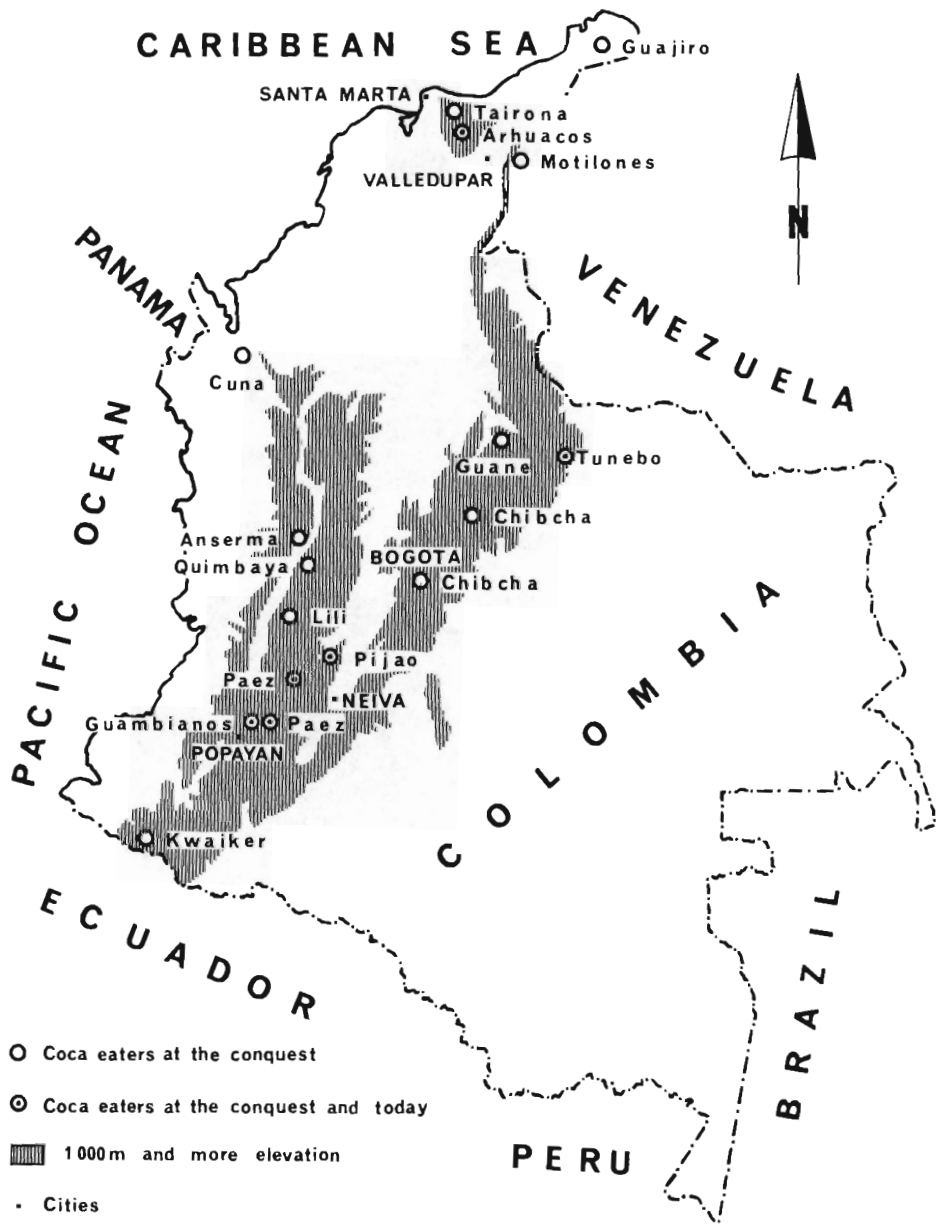 CARIBBEAN SEA
Guajiro
SANTA MARTA
Tairona
Arhuacos
Motilones
VALLEDUPAR
N
PANAMA
VENEZUELA
Cuna
PACIFIC OCEAN
Guane
Tunebo
Chibcha
Anserma
BOGOTA
Quimbaya
Chibcha
Lili
Pijao
Paez
NEIVA
Guambianos
Paez
POPAYAN
COLOMBIA
Kwaiker
ECUADOR
BRAZIL
PERU
Coca eaters at the conquest
Coca eaters at the conquest and today
1000m and more elevation
Cities